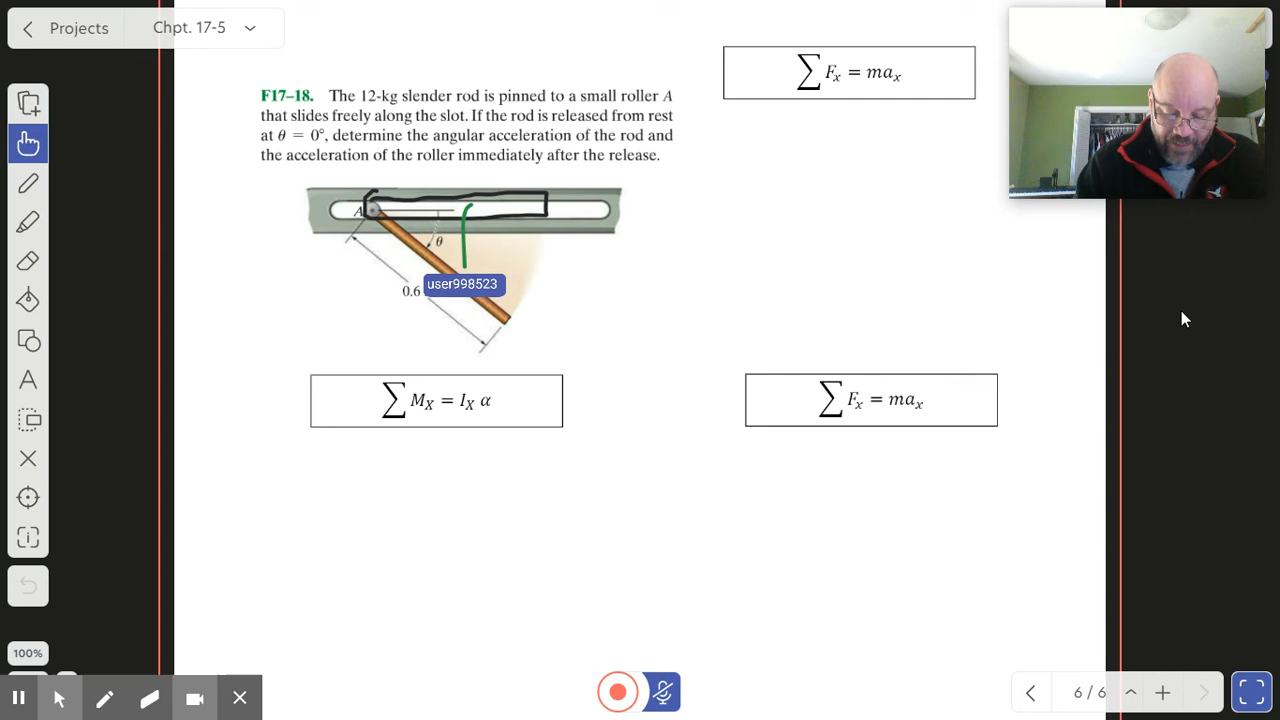 Projects
Chpt. 17-5
∑ Fₓ = maₓ
F17–18. The 12-kg slender rod is pinned to a small roller A
that slides freely along the slot. If the rod is released from rest
at θ = 0°, determine the angular acceleration of the rod and
the acceleration of the roller immediately after the release.
A
θ
0.6
user998523
∑ M_X = I_X α
∑ Fₓ = maₓ
A
100%
6 / 6